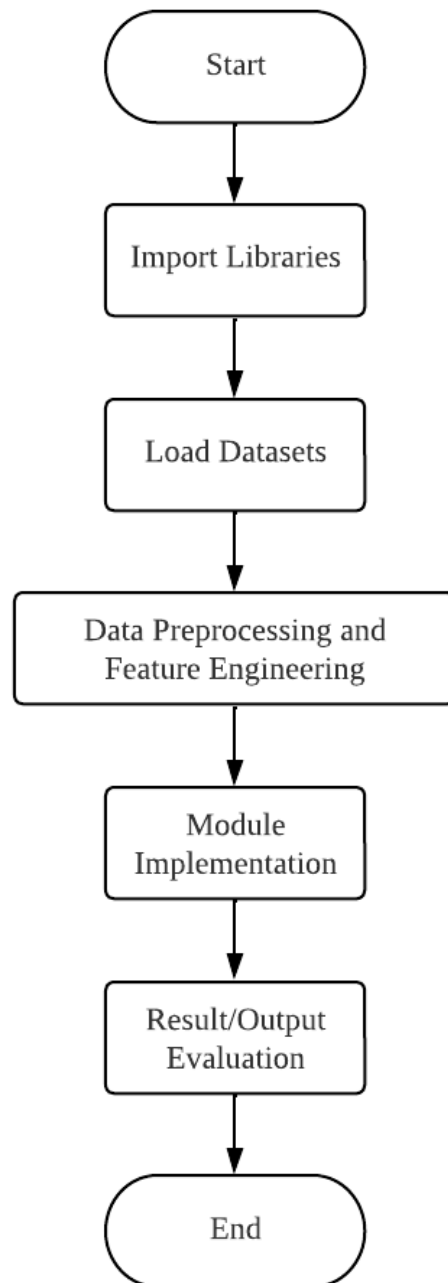 Start
Import Libraries
Load Datasets
Data Preprocessing and
Feature Engineering
Module
Implementation
Result/Output
Evaluation
End